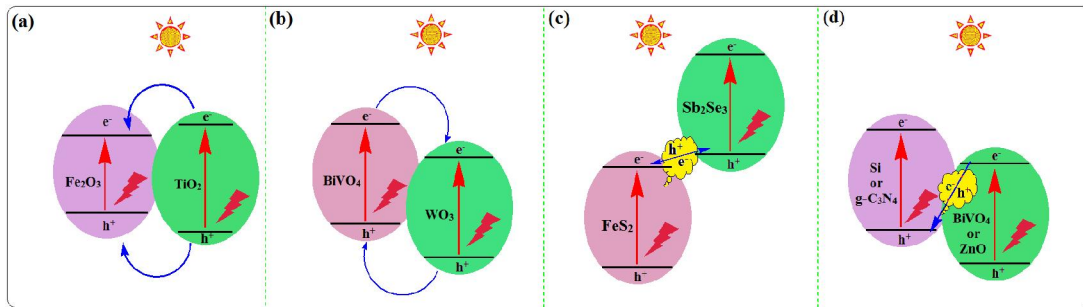 (a)
e⁻
e⁻
Fe₂O₃
TiO₂
h⁺
h⁺
(b)
e⁻
e⁻
BiVO₄
WO₃
h⁺
h⁺
(c)
e⁻
Sb₂Se₃
h⁺
h⁺
e⁻
e⁻
FeS₂
h⁺
(d)
e⁻
e⁻
Si
or
g-C₃N₄
h⁺
h⁺
BiVO₄
or
ZnO
h⁺